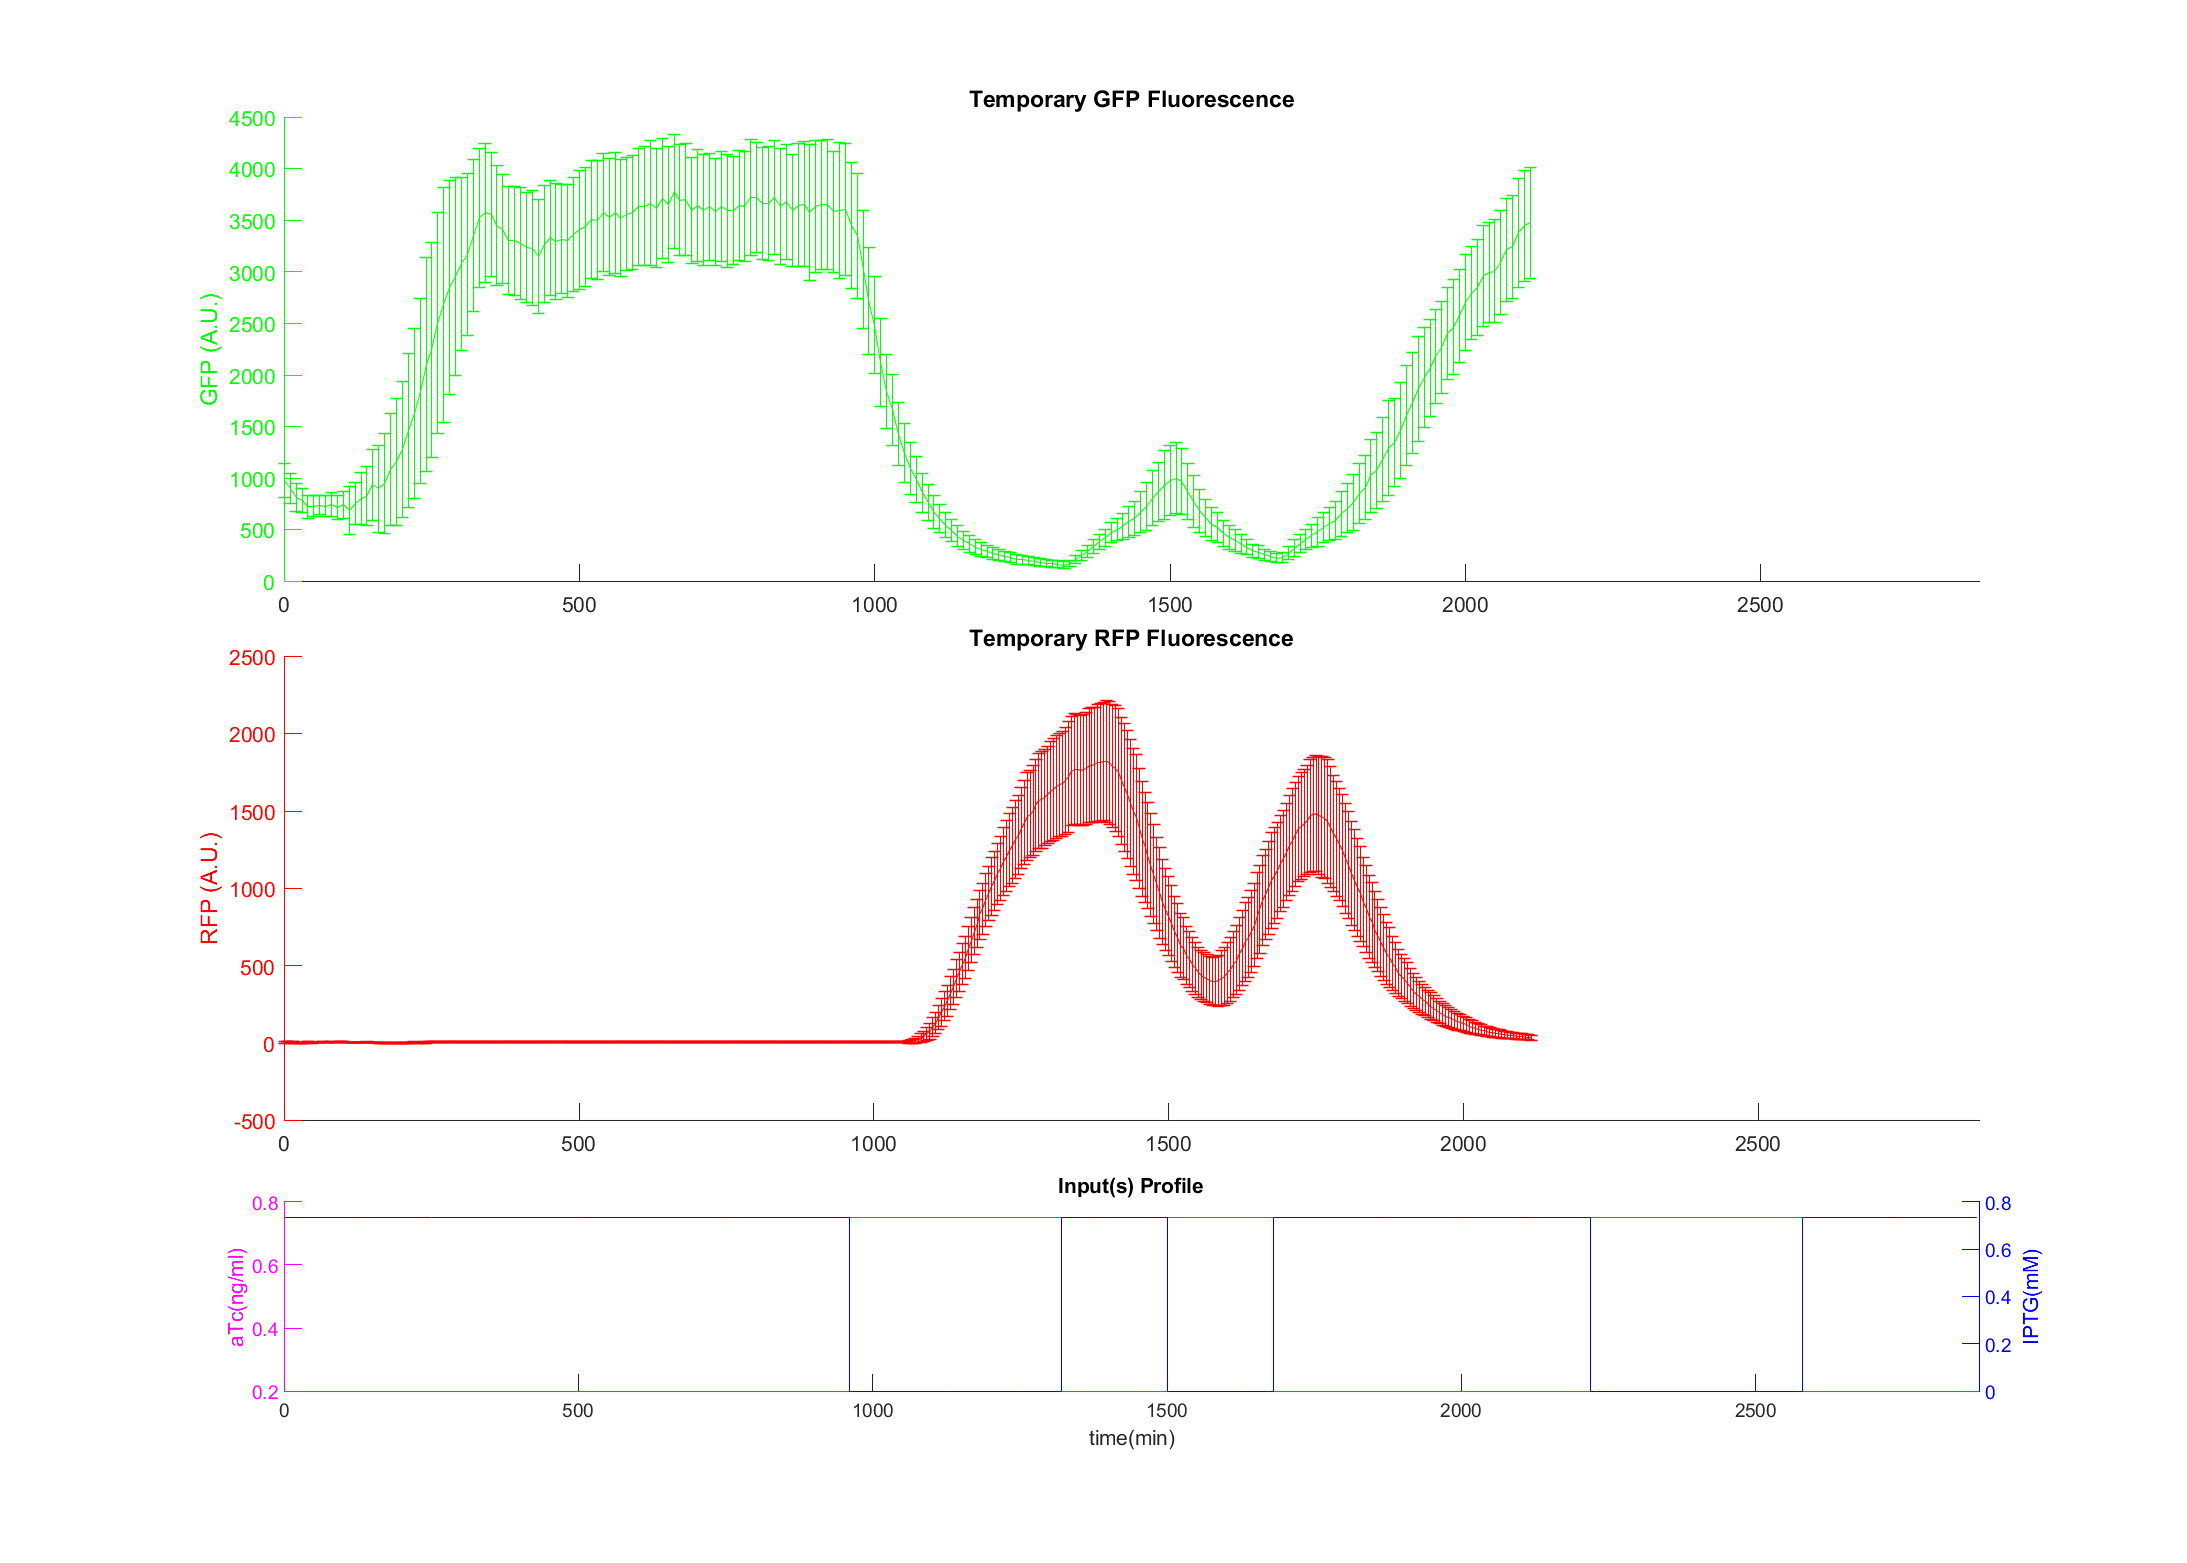 Temporary GFP Fluorescence
4500
4000
3500
3000
2500
2000
1500
1000
500
0
GFP (A.U.)
0 500 1000 1500 2000 2500
Temporary RFP Fluorescence
2500
2000
1500
1000
500
0
-500
RFP (A.U.)
0 500 1000 1500 2000 2500
Input(s) Profile
0.8
0.6
0.4
0.2
aTc(ng/ml)
0.8
0.6
0.4
0.2
0
IPTG(mM)
0 500 1000 1500 2000 2500
time(min)